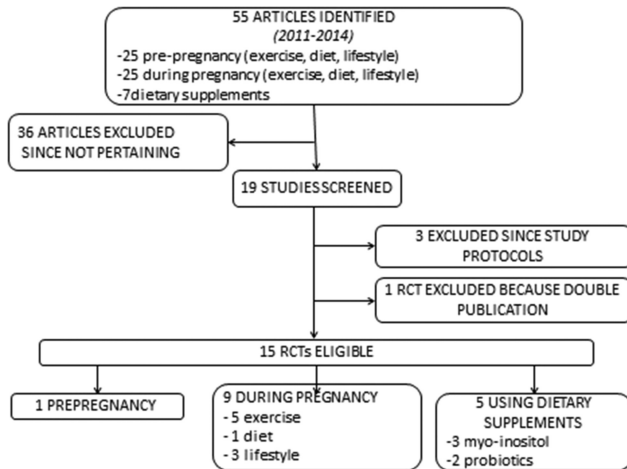 55 ARTICLES IDENTIFIED
(2011-2014)
-25 pre-pregnancy (exercise, diet, lifestyle)
-25 during pregnancy (exercise, diet, lifestyle)
-7dietary supplements
36 ARTICLES EXCLUDED
SINCE NOT PERTAINING
19 STUDIES SCREENED
3 EXCLUDED SINCE STUDY
PROTOCOLS
1 RCT EXCLUDED BECAUSE DOUBLE
PUBLICATION
15 RCTs ELIGIBLE
1 PREPREGNANCY
9 DURING PREGNANCY
- 5 exercise
- 1 diet
- 3 lifestyle
5 USING DIETARY
SUPPLEMENTS
-3 myo-inositol
-2 probiotics